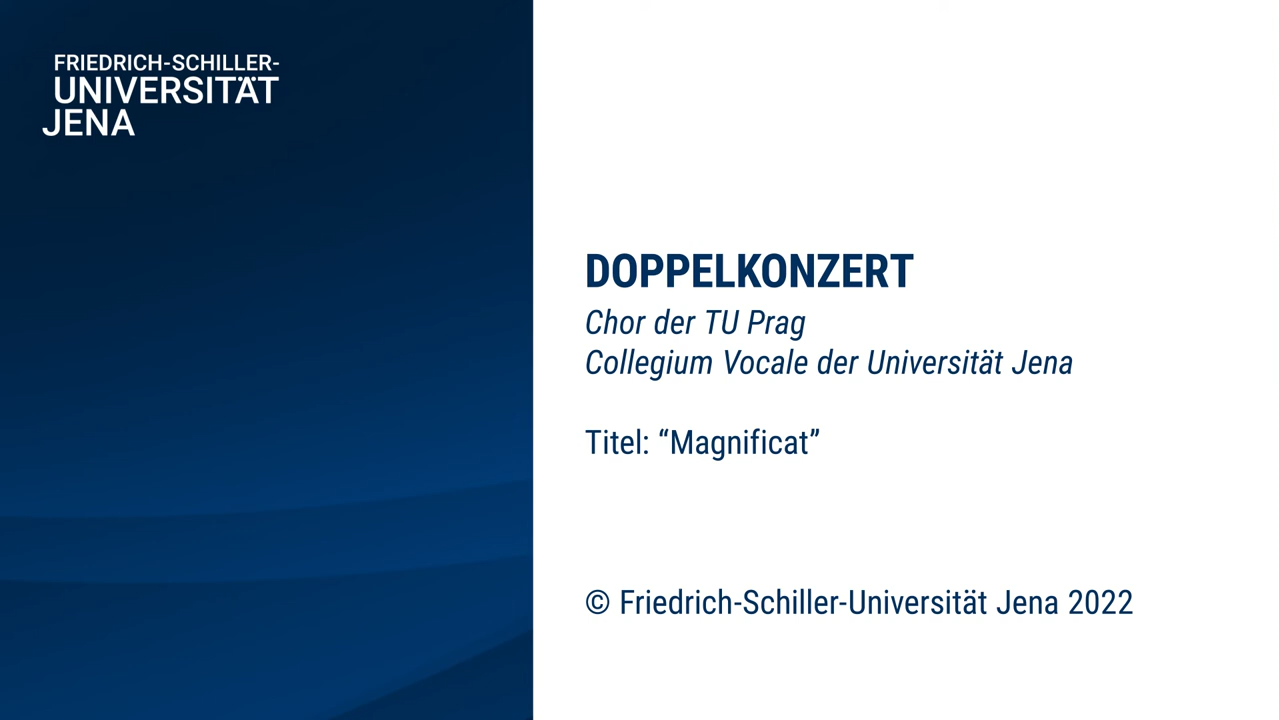 FRIEDRICH-SCHILLER-
UNIVERSITÄT
JENA
DOPPELKONZERT
Chor der TU Prag
Collegium Vocale der Universität Jena
Titel: “Magnificat”
© Friedrich-Schiller-Universität Jena 2022